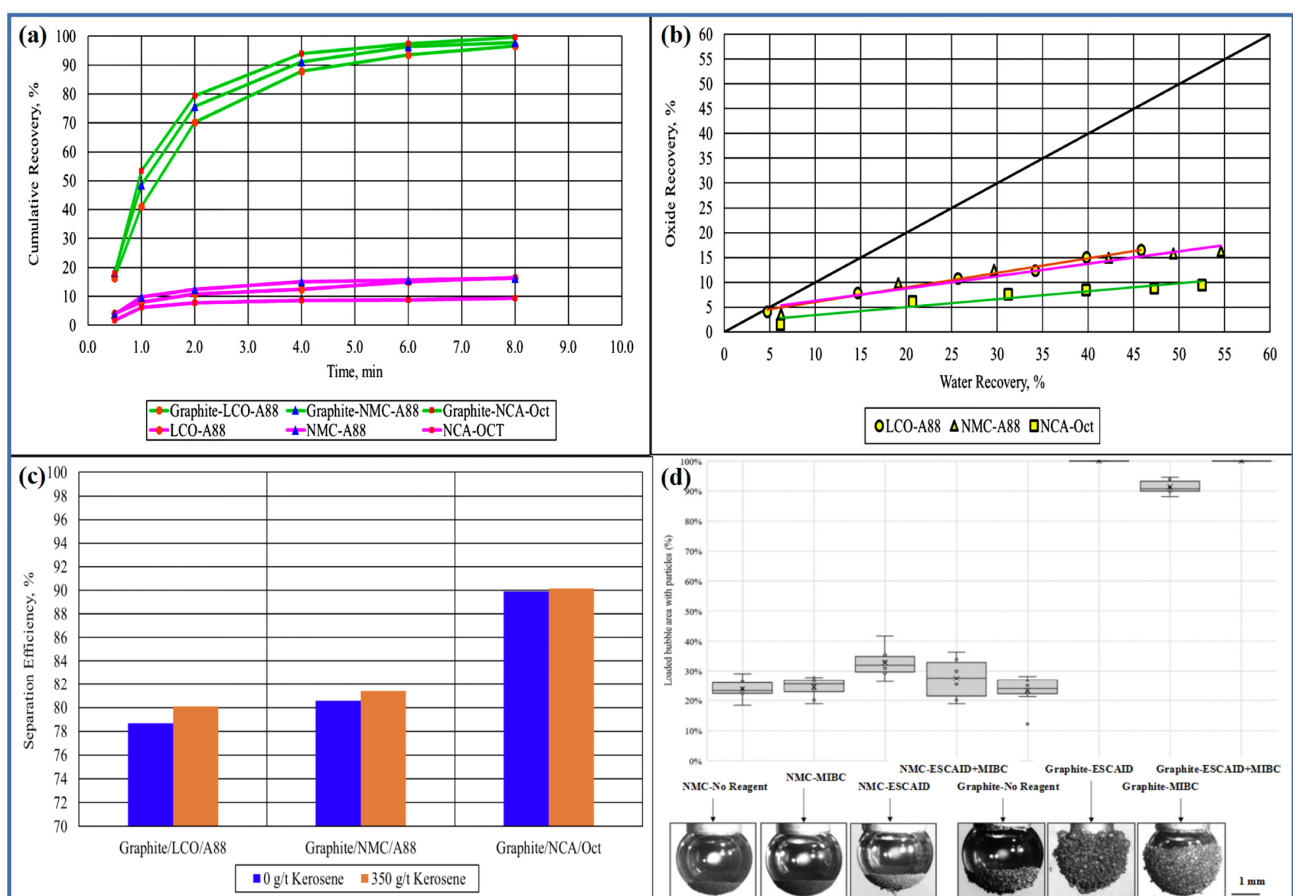 (a)
Cumulative Recovery, %
100
90
80
70
60
50
40
30
20
10
0
0.0 1.0 2.0 3.0 4.0 5.0 6.0 7.0 8.0 9.0 10.0
Time, min
Graphite-LCO-A88 Graphite-NMC-A88 Graphite-NCA-Oct
LCO-A88 NMC-A88 NCA-OCT
(b)
Oxide Recovery, %
60
55
50
45
40
35
30
25
20
15
10
5
0
0 5 10 15 20 25 30 35 40 45 50 55 60
Water Recovery, %
LCO-A88 NMC-A88 NCA-Oct
(c)
Separation Efficiency, %
100
98
96
94
92
90
88
86
84
82
80
78
76
74
72
70
Graphite/LCO/A88 Graphite/NMC/A88 Graphite/NCA/Oct
0 g/t Kerosene 350 g/t Kerosene
(d)
Loaded bubble area with particles (%)
90%
80%
70%
60%
50%
40%
30%
20%
10%
0%
NMC-No Reagent
NMC-MIBC
NMC-ESCAID+MIBC
NMC-ESCAID
Graphite-No Reagent
Graphite-ESCAID
Graphite-ESCAID+MIBC
Graphite-MIBC
1 mm